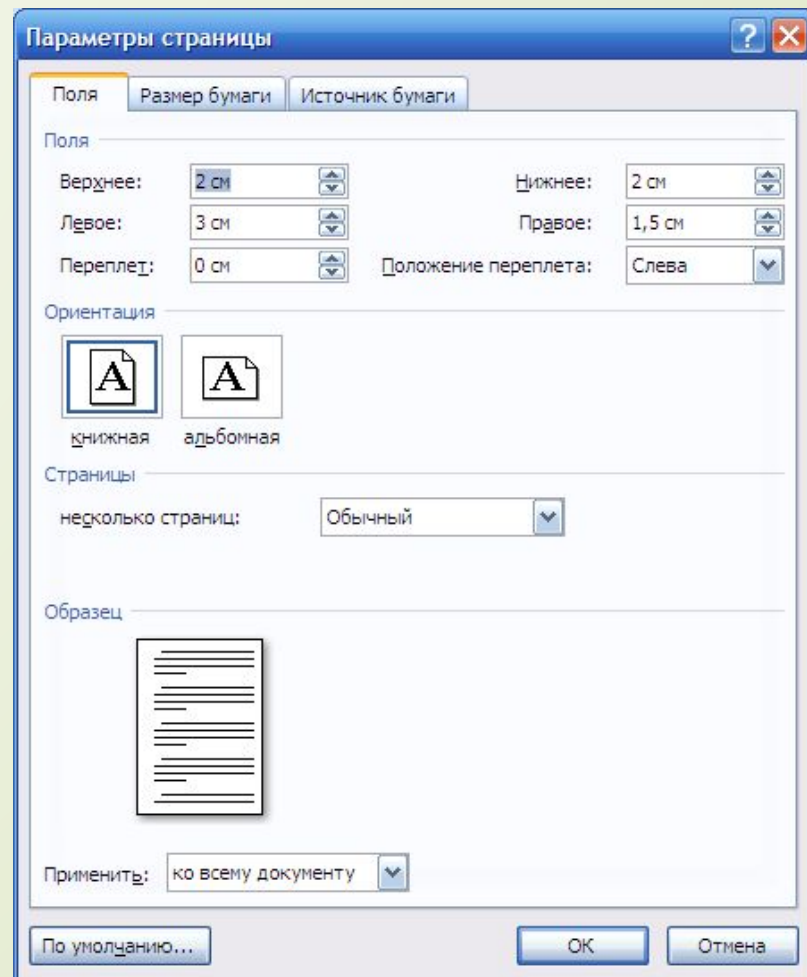 Параметры страницы
Поля Размер бумаги Источник бумаги
Поля
Верхнее: 2 см Нижнее: 2 см
Левое: 3 см Правое: 1,5 см
Переплет: 0 см Положение переплета: Слева
Ориентация
A A
книжная альбомная
Страницы
несколько страниц: Обычный
Образец
Применить: ко всему документу
По умолчанию... ОК Отмена